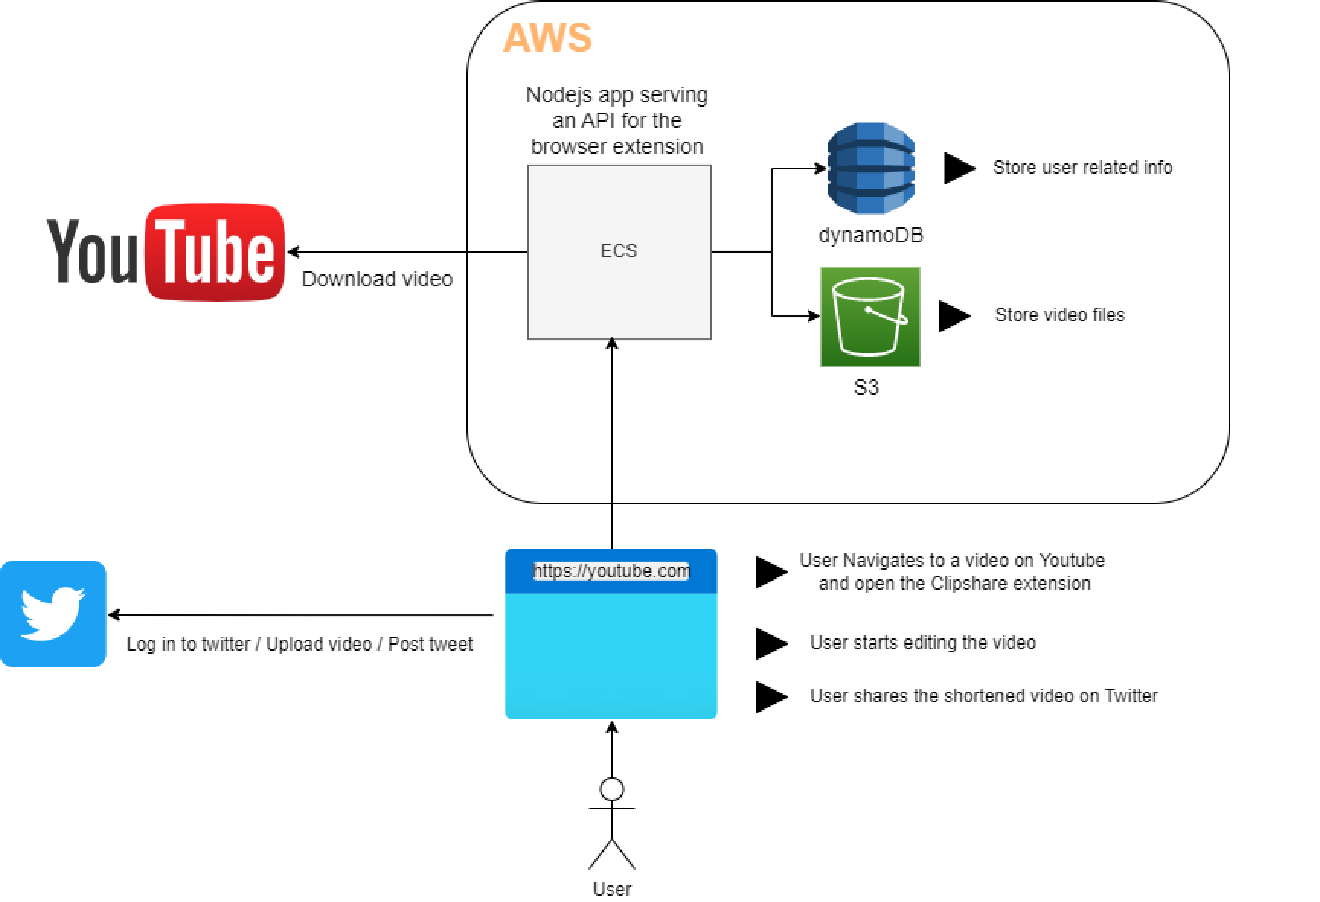 AWS
Nodejs app serving
an API for the
browser extension
ECS
Store user related info
dynamoDB
YouTube
Download video
Store video files
S3
https://youtube.com
User Navigates to a video on Youtube
and open the Clipshare extension
Log in to twitter / Upload video / Post tweet
User starts editing the video
User shares the shortened video on Twitter
User